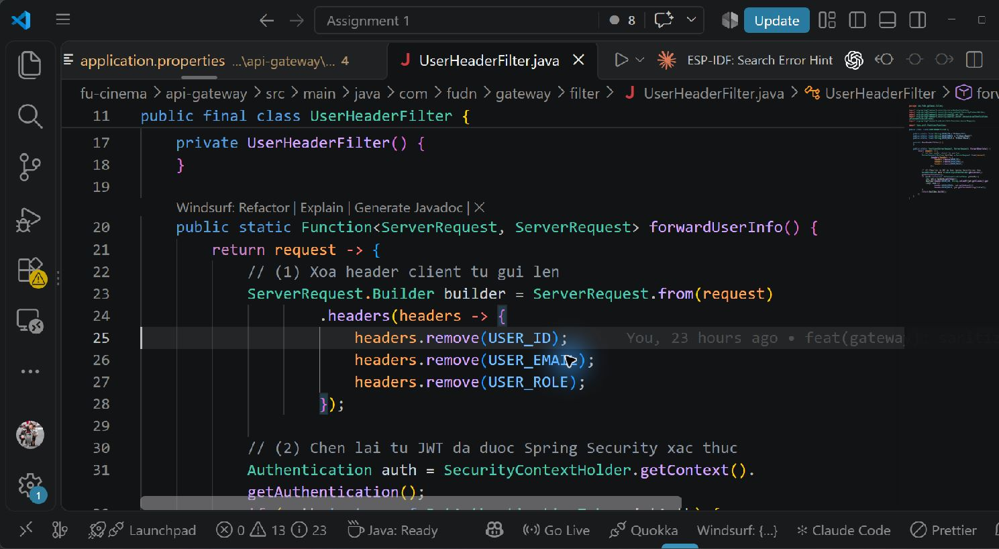 Assignment 1
8
Update
application.properties ...\api-gateway\... 4
UserHeaderFilter.java
ESP-IDF: Search Error Hint
fu-cinema > api-gateway > src > main > java > com > fudn > gateway > filter > UserHeaderFilter.java > UserHeaderFilter >
11 public final class UserHeaderFilter {
17 private UserHeaderFilter() {
18 }
19
Windsurf: Refactor | Explain | Generate Javadoc | X
20 public static Function<ServerRequest, ServerRequest> forwardUserInfo() {
21 return request -> {
22 // (1) Xoa header client tu gui len
23 ServerRequest.Builder builder = ServerRequest.from(request)
24 .headers(headers -> {
25 headers.remove(USER_ID); You, 23 hours ago • feat(gateway): 
26 headers.remove(USER_EMAIL);
27 headers.remove(USER_ROLE);
28 });
29
30 // (2) Chen lai tu JWT da duoc Spring Security xac thuc
31 Authentication auth = SecurityContextHolder.getContext().
getAuthentication();
1
Launchpad
0 13 23
Java: Ready
Go Live
Quokka
Windsurf: {...}
Claude Code
Prettier